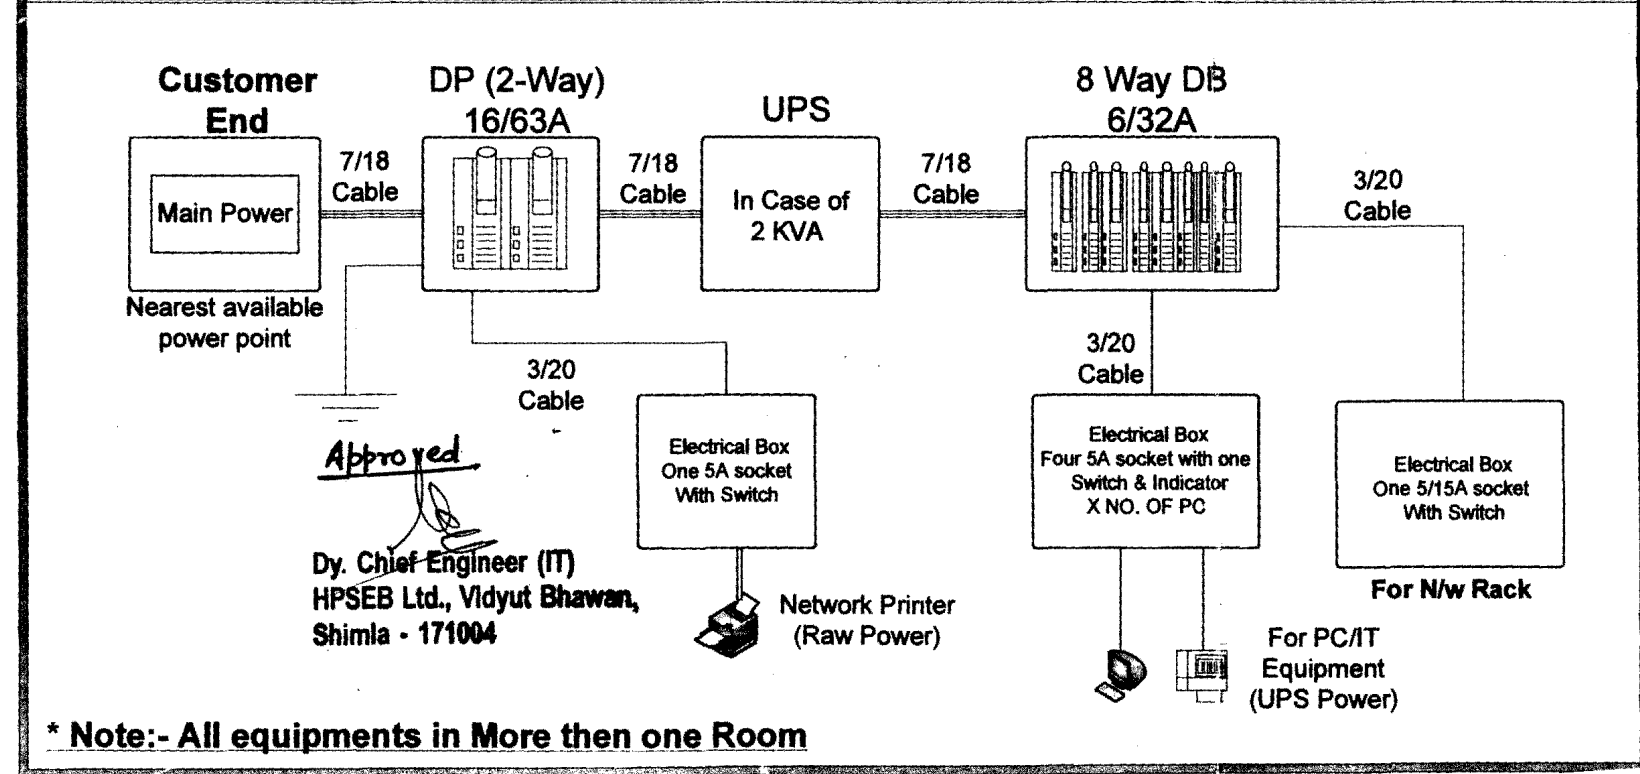 Customer
End
DP (2-Way)
16/63A
UPS
8 Way DB
6/32A
7/18
Cable
7/18
Cable
7/18
Cable
3/20
Cable
Main Power
In Case of
2 KVA
Nearest available
power point
3/20
Cable
3/20
Cable
Electrical Box
One 5A socket
With Switch
Electrical Box
Four 5A socket with one
Switch & Indicator
X NO. OF PC
Electrical Box
One 5/15A socket
With Switch
For N/w Rack
Approved
Dy. Chief Engineer (IT)
HPSEB Ltd., Vidyut Bhawan,
Shimla - 171004
Network Printer
(Raw Power)
For PC/IT
Equipment
(UPS Power)
* Note:- All equipments in More then one Room